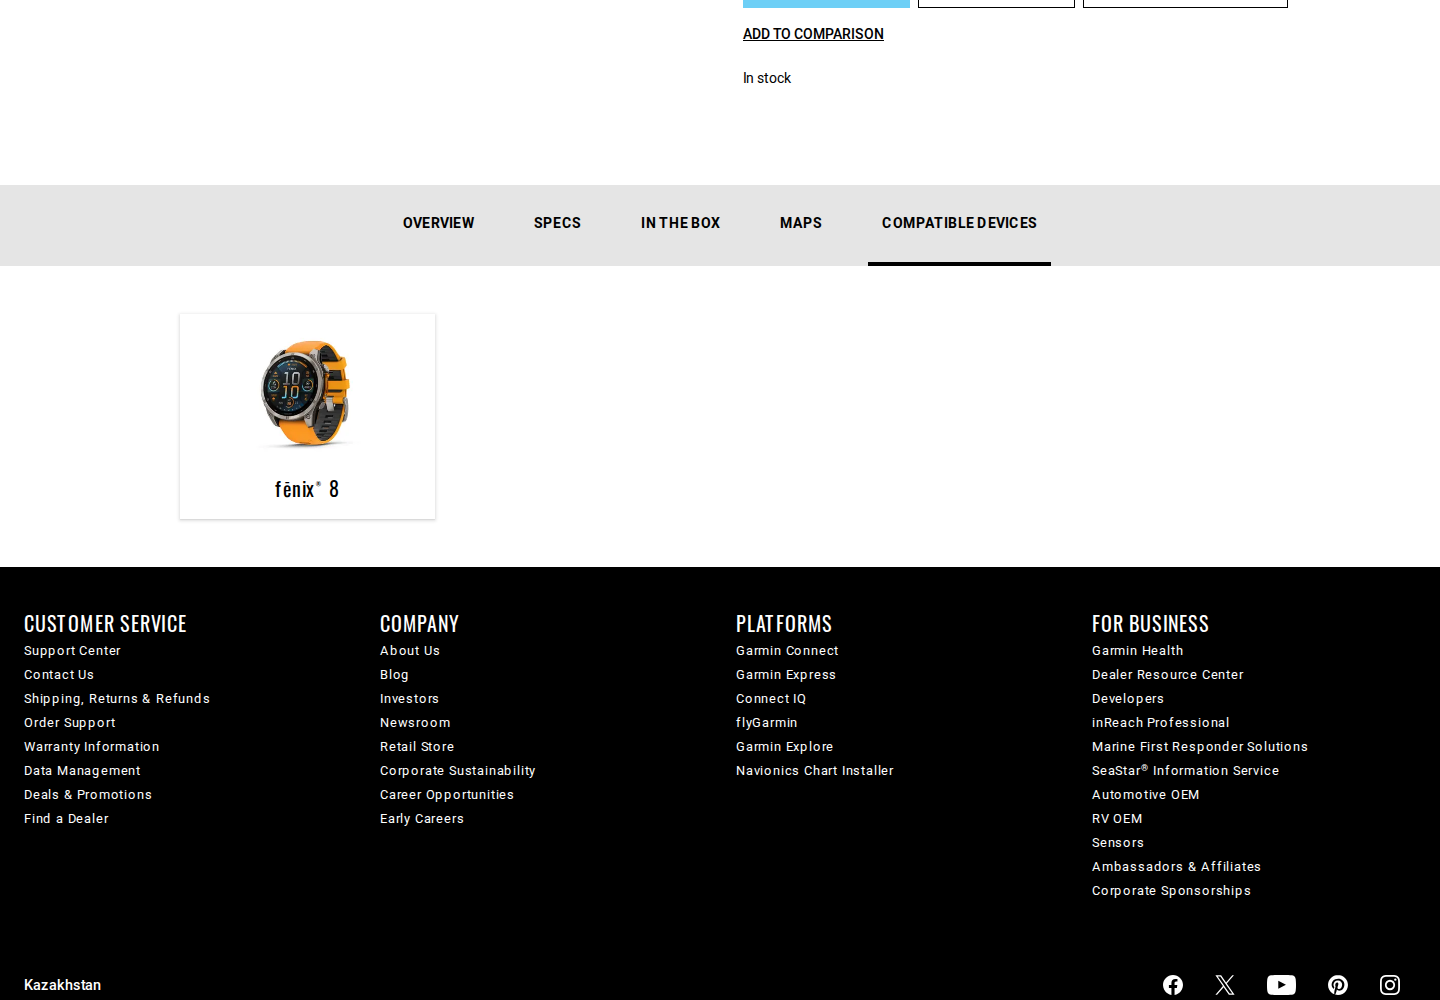 ADD TO COMPARISON
In stock
OVERVIEW
SPECS
IN THE BOX
MAPS
COMPATIBLE DEVICES
10
10
fēnix® 8
CUSTOMER SERVICE
Support Center
Contact Us
Shipping, Returns & Refunds
Order Support
Warranty Information
Data Management
Deals & Promotions
Find a Dealer
COMPANY
About Us
Blog
Investors
Newsroom
Retail Store
Corporate Sustainability
Career Opportunities
Early Careers
PLATFORMS
Garmin Connect
Garmin Express
Connect IQ
flyGarmin
Garmin Explore
Navionics Chart Installer
FOR BUSINESS
Garmin Health
Dealer Resource Center
Developers
inReach Professional
Marine First Responder Solutions
SeaStar® Information Service
Automotive OEM
RV OEM
Sensors
Ambassadors & Affiliates
Corporate Sponsorships
Kazakhstan